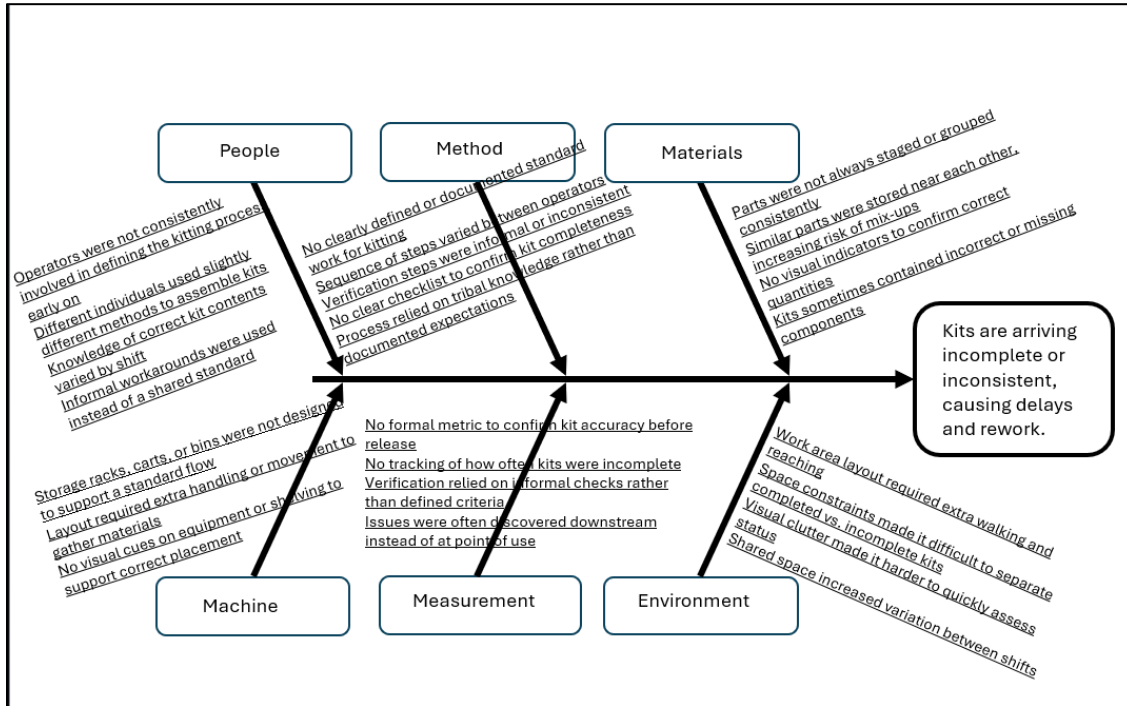 People
Method
Materials
Operators were not consistently
involved in defining the kitting process
early on
Different individuals used slightly
different methods to assemble kits
Knowledge of correct kit contents
varied by shift
Informal workarounds were used
instead of a shared standard
No clearly defined or documented standard
work for kitting
Sequence of steps varied between operators
Verification steps were informal or inconsistent
No clear checklist to confirm kit completeness
Process relied on tribal knowledge rather than
documented expectations
Parts were not always staged or grouped
consistently
Similar parts were stored near each other,
increasing risk of mix-ups
No visual indicators to confirm correct
quantities
Kits sometimes contained incorrect or missing
components
Kits are arriving
incomplete or
inconsistent,
causing delays
and rework.
Storage racks, carts, or bins were not designed
to support a standard flow
Layout required extra handling or movement to
gather materials
No visual cues on equipment or shelving to
support correct placement
No formal metric to confirm kit accuracy before
release
No tracking of how often kits were incomplete
Verification relied on informal checks rather
than defined criteria
Issues were often discovered downstream
instead of at point of use
Work area layout required extra walking and
reaching
Space constraints made it difficult to separate
completed vs. incomplete kits
Visual clutter made it harder to quickly assess
status
Shared space increased variation between shifts
Machine
Measurement
Environment